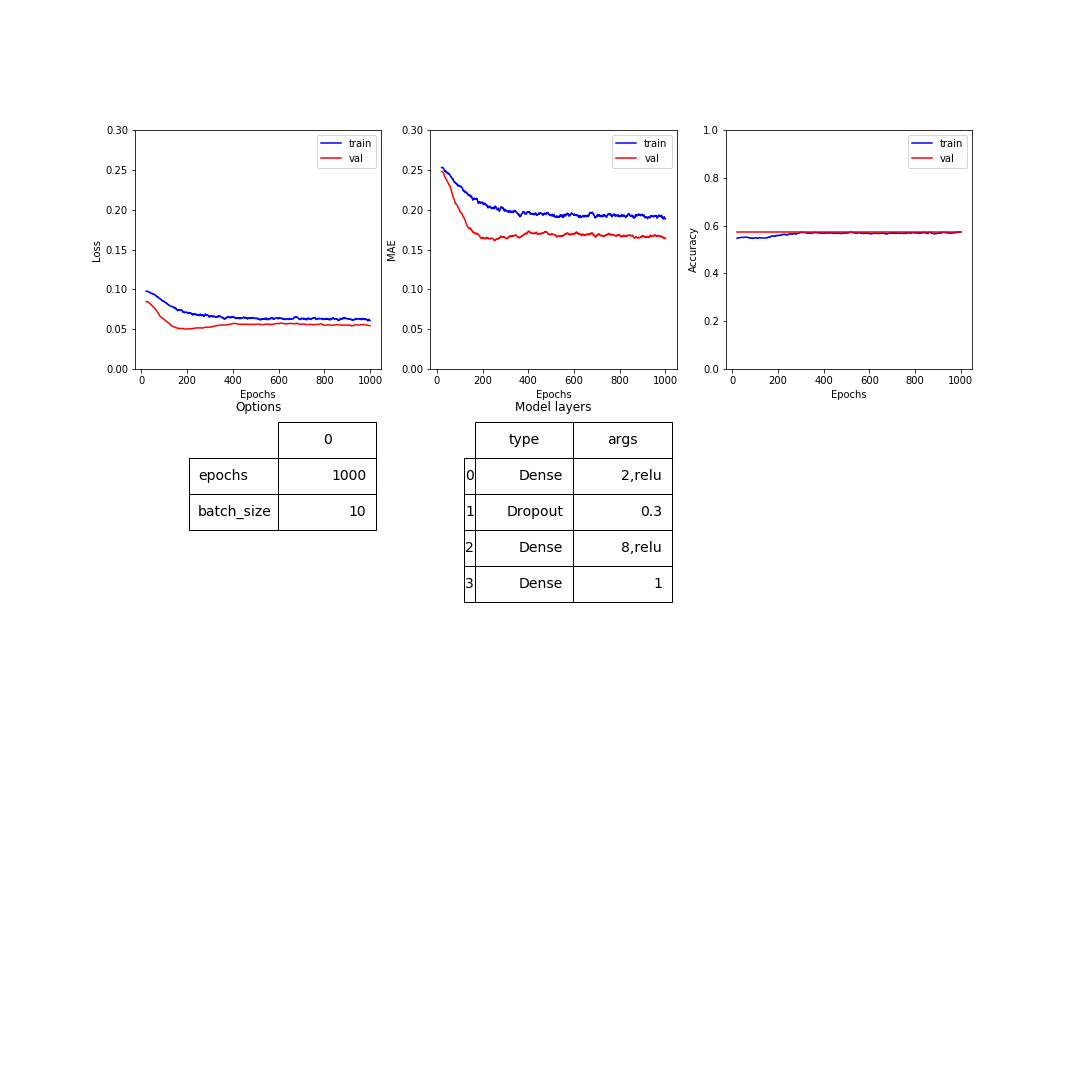 0.30
0.25
0.20
0.15
0.10
0.05
0.00
Loss
train
val
0 200 400 600 800 1000
Epochs
0.30
0.25
0.20
0.15
0.10
0.05
0.00
MAE
train
val
0 200 400 600 800 1000
Epochs
1.0
0.8
0.6
0.4
0.2
0.0
Accuracy
train
val
0 200 400 600 800 1000
Epochs
Options
0
epochs 1000
batch_size 10
Model layers
type args
0 Dense 2,relu
1 Dropout 0.3
2 Dense 8,relu
3 Dense 1